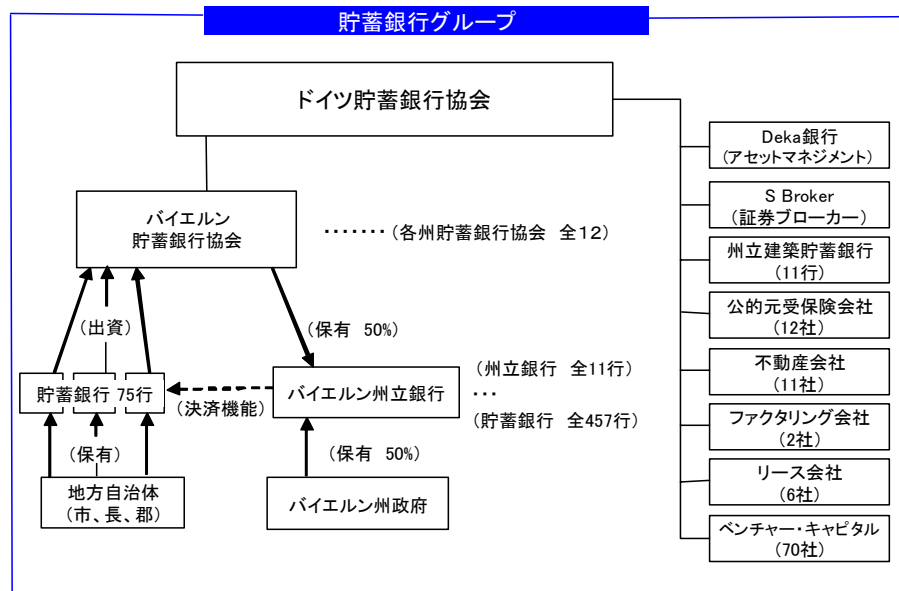 貯蓄銀行グループ
ドイツ貯蓄銀行協会
Deka銀行
(アセットマネジメント)
S Broker
(証券ブローカー)
バイエルン
貯蓄銀行協会
・・・・・・・(各州貯蓄銀行協会 全12)
州立建築貯蓄銀行
(11行)
公的元受保険会社
(12社)
(出資)
(保有 50%)
不動産会社
(11社)
貯蓄銀行 75行
(決済機能)
バイエルン州立銀行
(州立銀行 全11行)
・・・
(貯蓄銀行 全457行)
ファクタリング会社
(2社)
(保有)
(保有 50%)
リース会社
(6社)
地方自治体
(市、長、郡)
バイエルン州政府
ベンチャー・キャピタル
(70社)